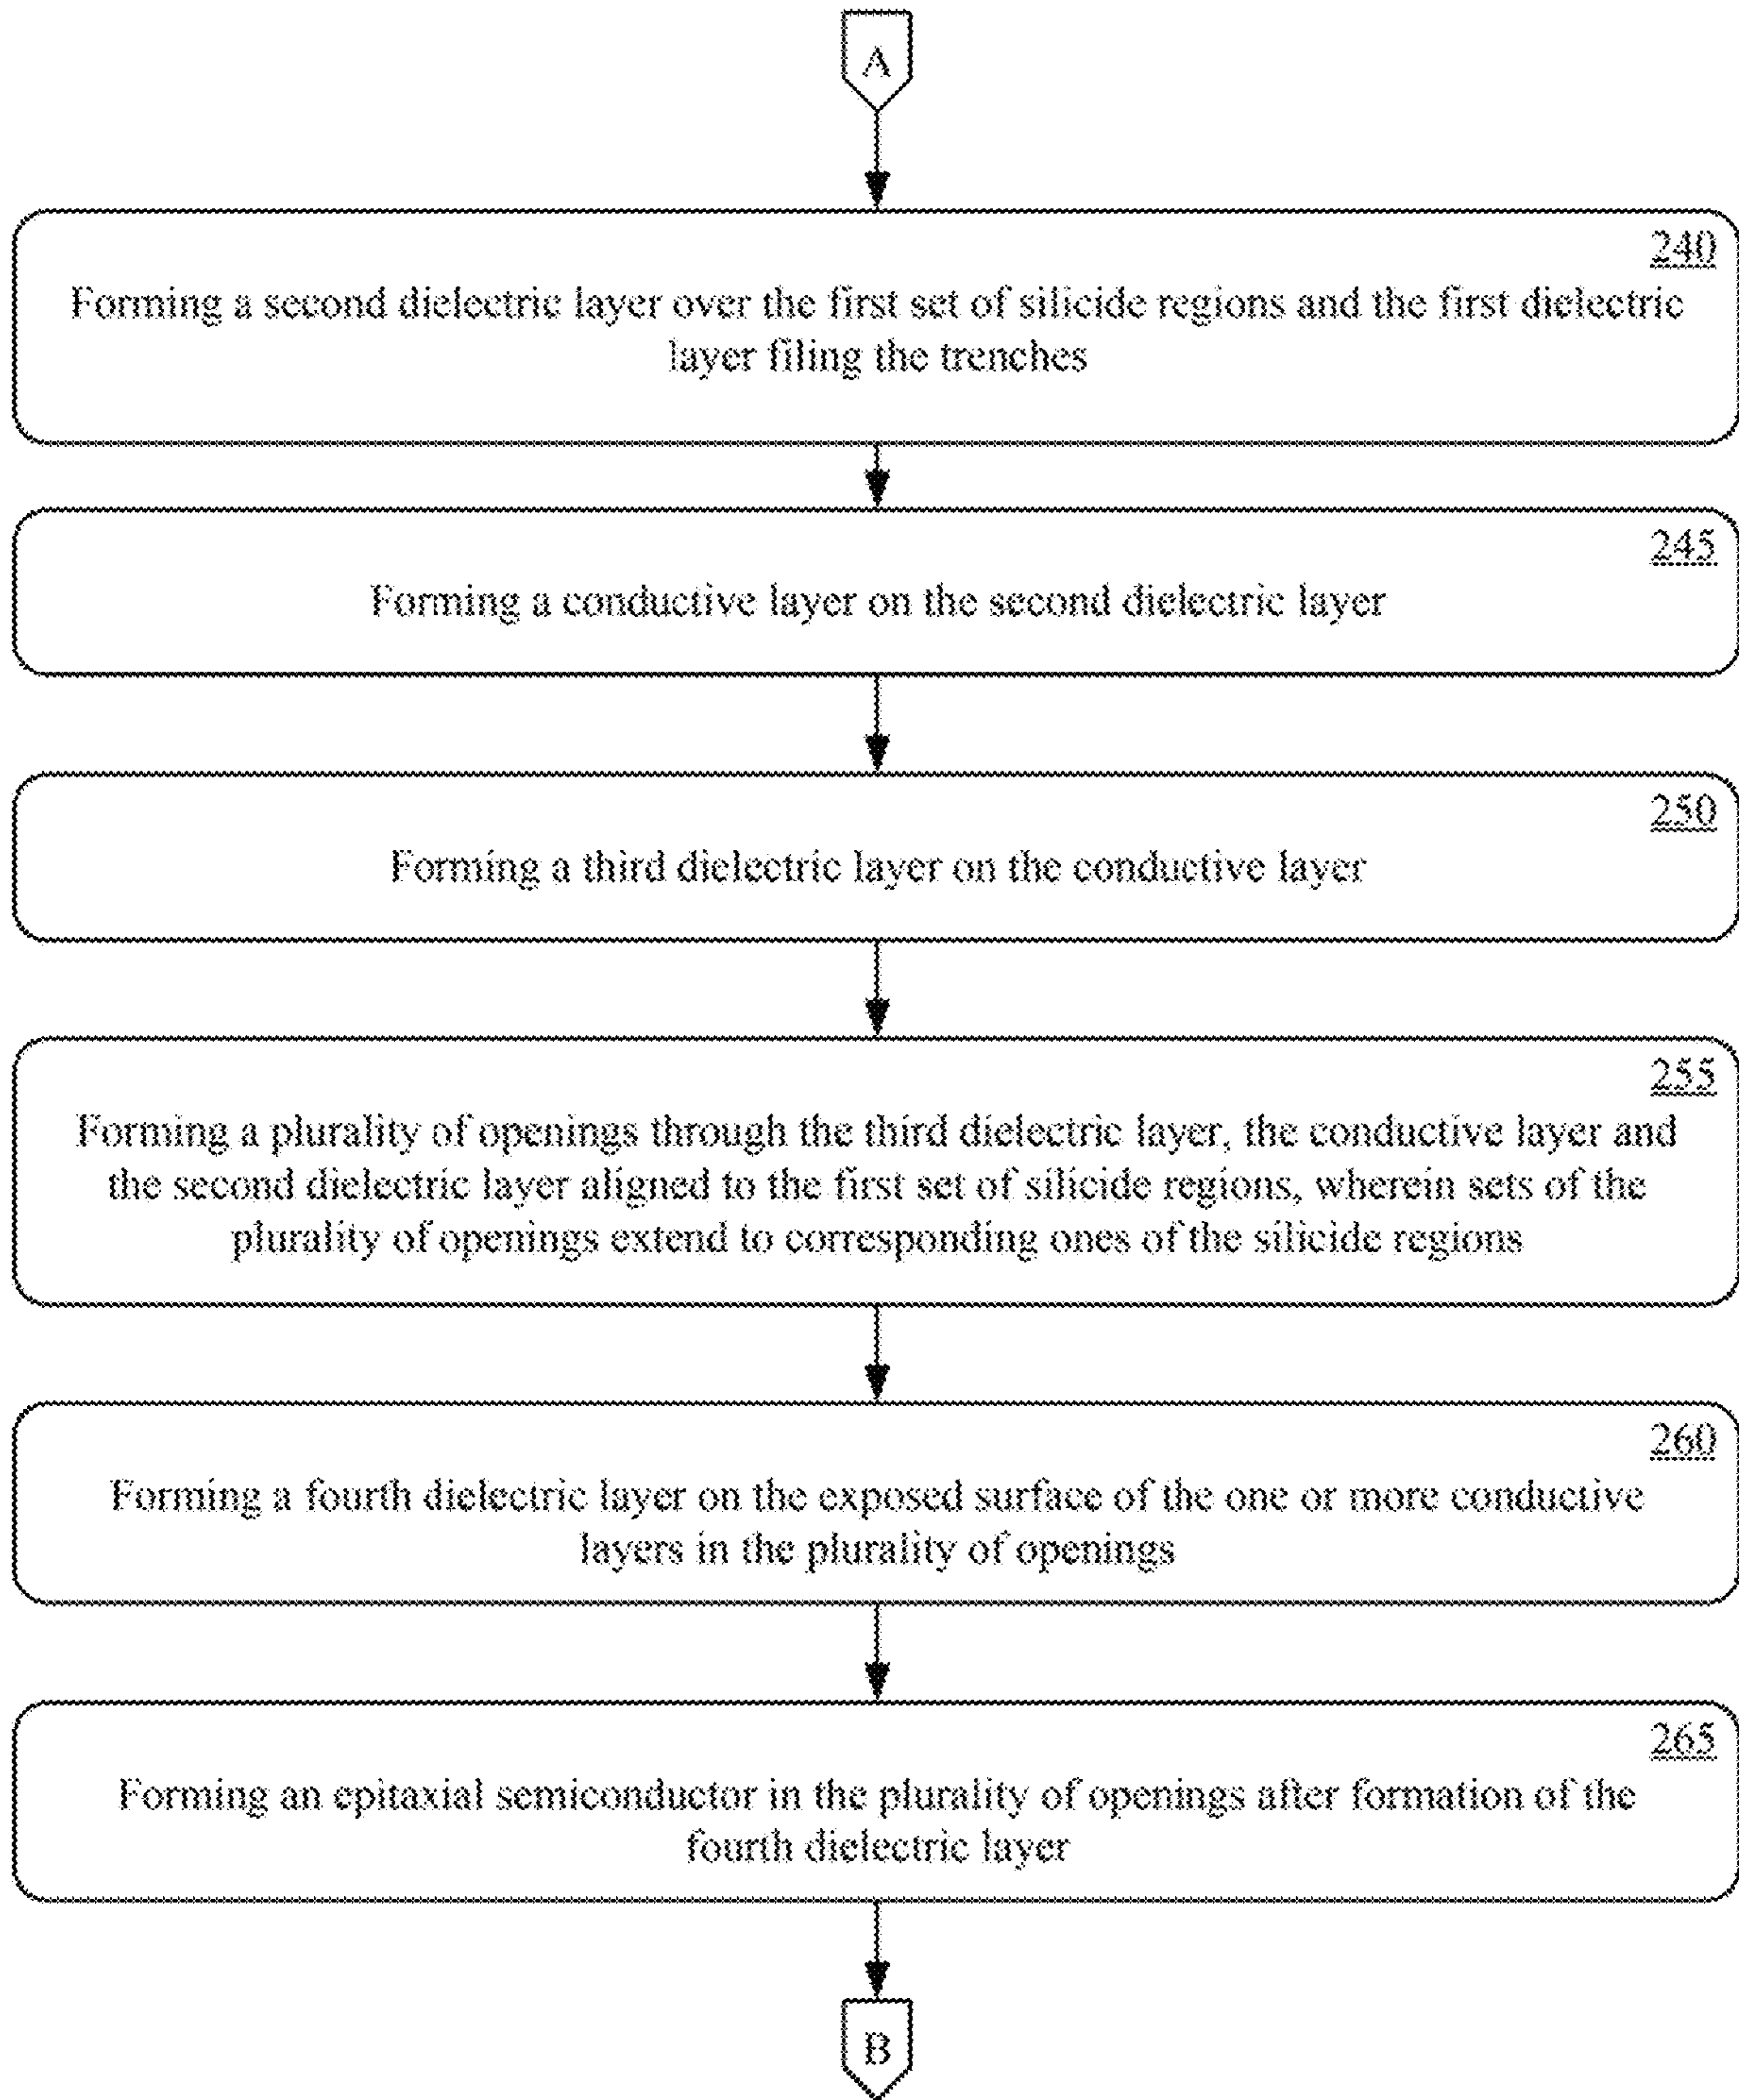 A
240
Forming a second dielectric layer over the first set of silicide regions and the first dielectric
layer filing the trenches
245
Forming a conductive layer on the second dielectric layer
250
Forming a third dielectric layer on the conductive layer
255
Forming a plurality of openings through the third dielectric layer, the conductive layer and
the second dielectric layer aligned to the first set of silicide regions, wherein sets of the
plurality of openings extend to corresponding ones of the silicide regions
260
Forming a fourth dielectric layer on the exposed surface of the one or more conductive
layers in the plurality of openings
265
Forming an epitaxial semiconductor in the plurality of openings after formation of the
fourth dielectric layer
B